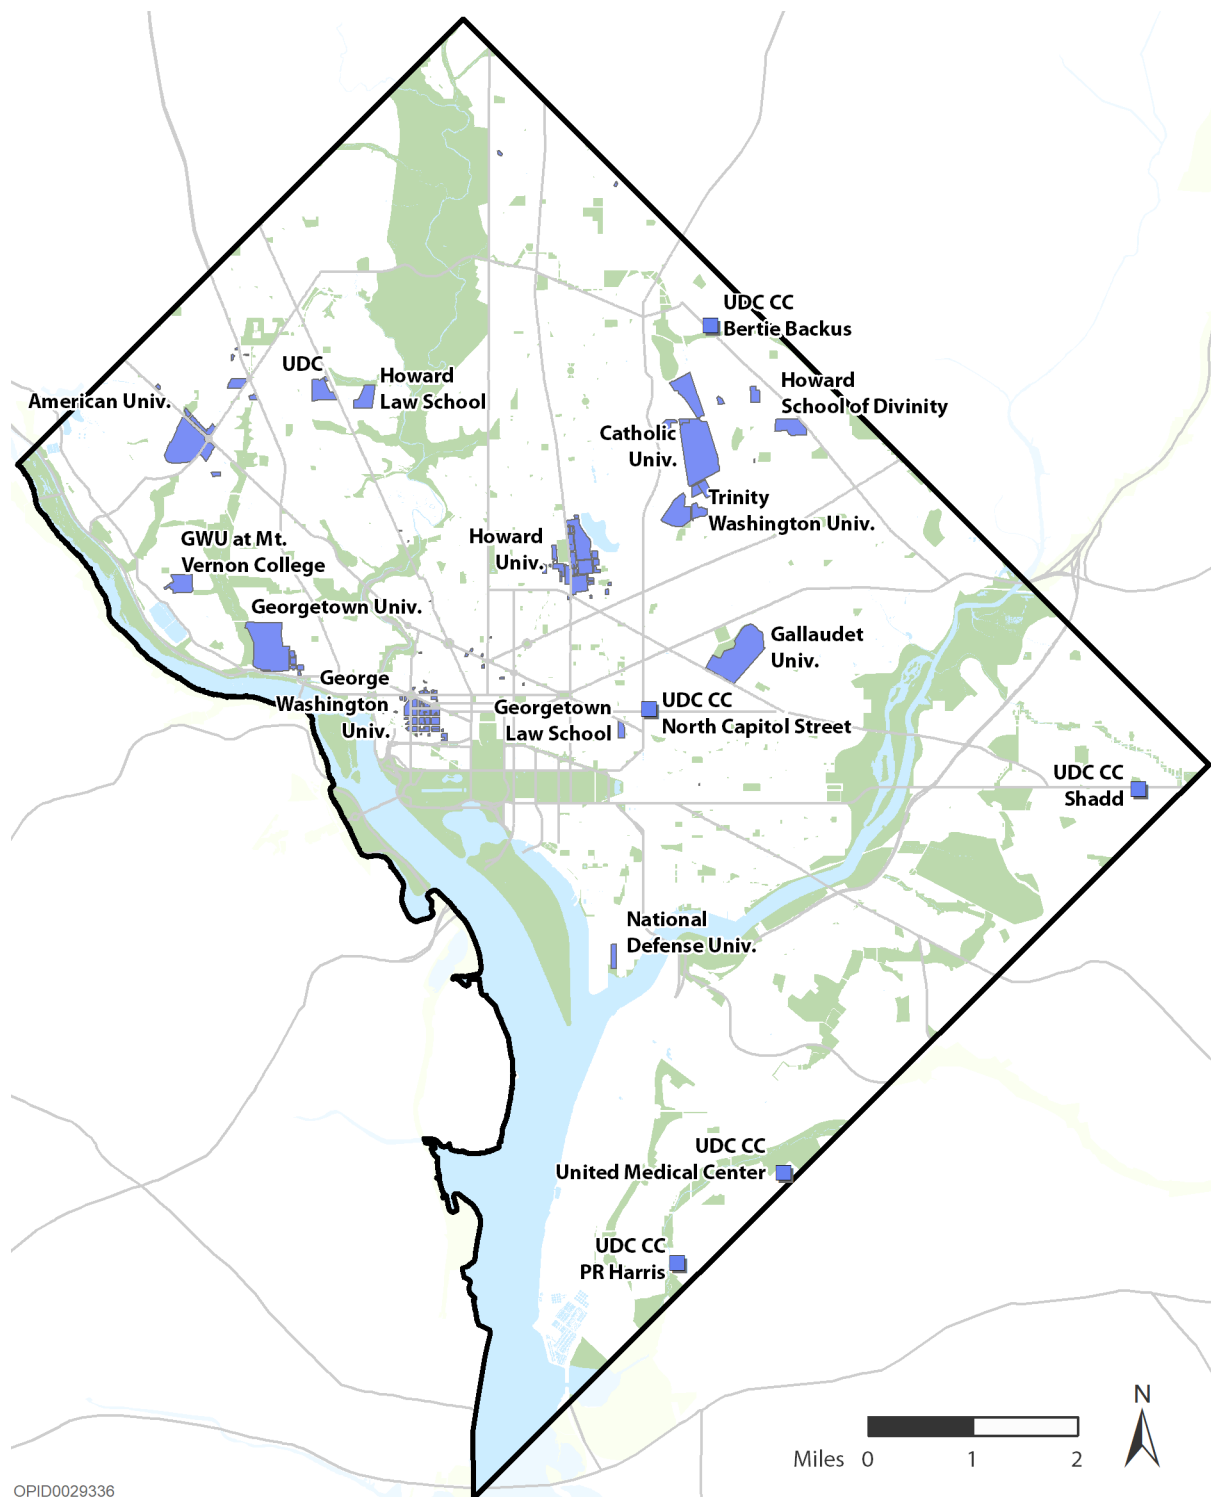 UDC CC
Bertie Backus
UDC
Howard
Law School
Howard
School of Divinity
American Univ.
Catholic
Univ.
Trinity
Washington Univ.
GWU at Mt.
Vernon College
Howard
Univ.
Georgetown Univ.
Gallaudet
Univ.
George
Washington
Univ.
Georgetown
Law School
UDC CC
North Capitol Street
UDC CC
Shadd
National
Defense Univ.
UDC CC
United Medical Center
UDC CC
PR Harris
N
Miles 0 1 2
OPID0029336